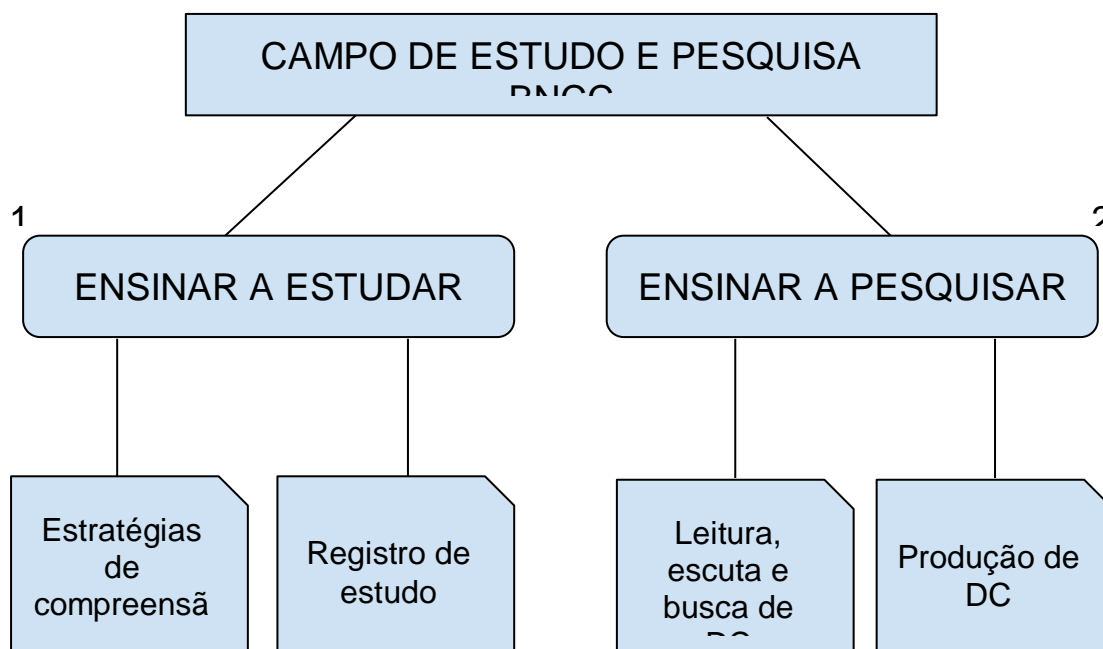 CAMPO DE ESTUDO E PESQUISA
1
2
ENSINAR A ESTUDAR
ENSINAR A PESQUISAR
Estratégias
de
compreensã
Registro de
estudo
Leitura,
escuta e
busca de
Produção de
DC